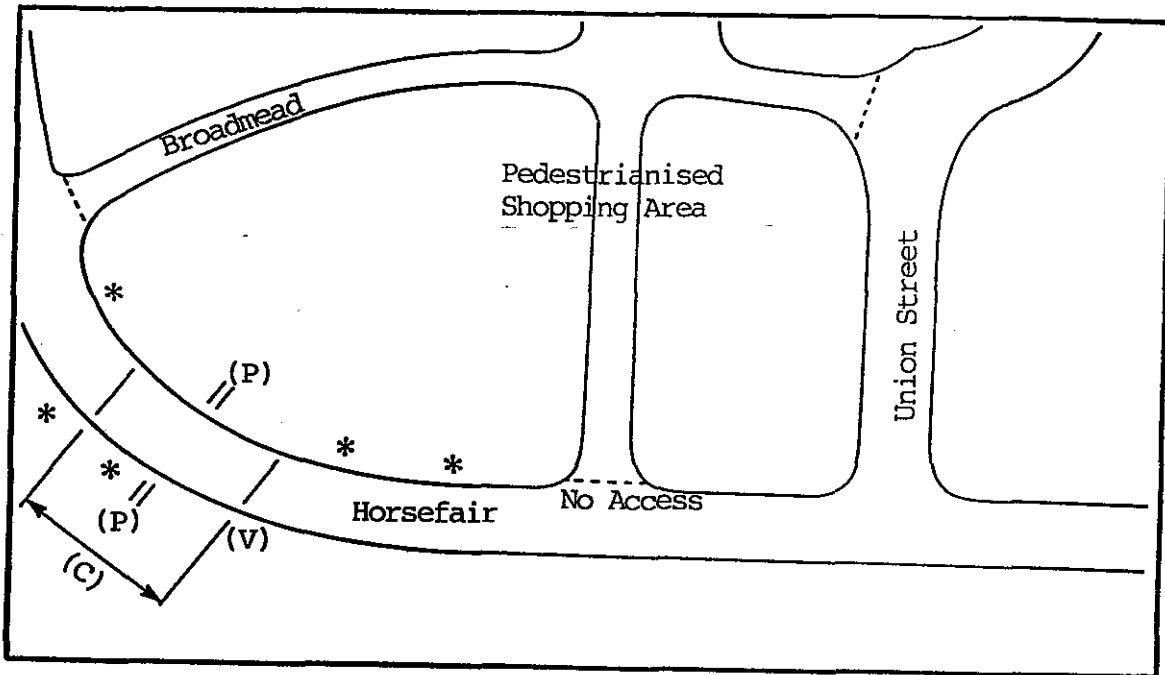 Broadmead
Pedestrianised
Shopping Area
Union Street
*
(P)
*
*
*
*
(P)
No Access
Horsefair
(V)
(C)